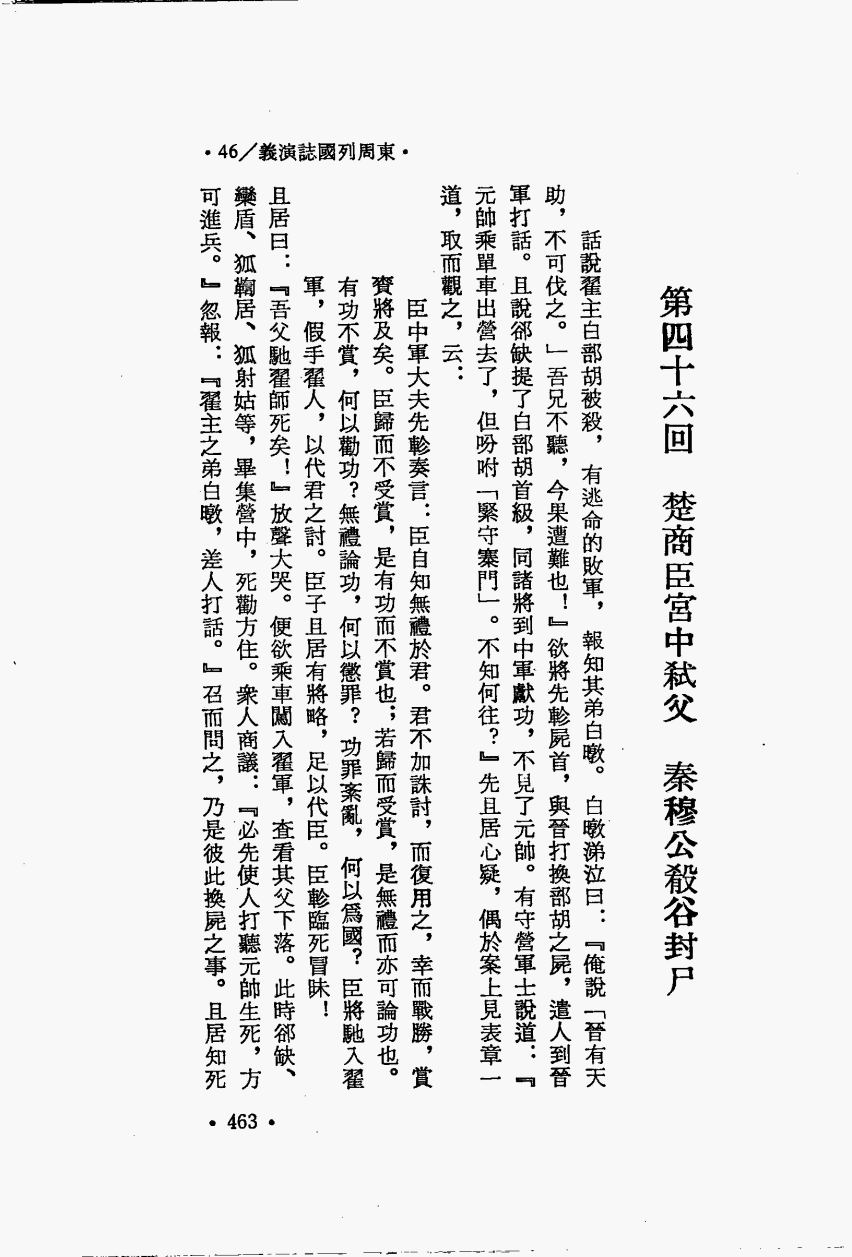 •46／義演誌國列周東•
第四十六回　楚商臣宮中弒父　秦穆公殽谷封尸
話說翟主白部胡被殺，有逃命的敗軍，報知其弟白暾。白暾涕泣曰：『俺說「晉有天
助，不可伐之。」吾兄不聽，今果遭難也！』欲將先軫屍首，與晉打換部胡之屍，遣人到晉
軍打話。且說郤缺提了白部胡首級，同諸將到中軍獻功，不見了元帥。有守營軍士說道：『
元帥乘單車出營去了，但吩咐「緊守寨門」。不知何往？』先且居心疑，偶於案上見表章一
道，取而觀之，云：
臣中軍大夫先軫奏言：臣自知無禮於君。君不加誅討，而復用之，幸而戰勝，賞
賚將及矣。臣歸而不受賞，是有功而不賞也；若歸而受賞，是無禮而亦可論功也。
有功不賞，何以勸功？無禮論功，何以懲罪？功罪紊亂，何以爲國？臣將馳入翟
軍，假手翟人，以代君之討。臣子且居有將略，足以代臣。臣軫臨死冒昧！
且居曰：『吾父馳翟師死矣！』放聲大哭。便欲乘車闖入翟軍，查看其父下落。此時郤缺、
欒盾、狐鞫居、狐射姑等，畢集營中，死勸方住。衆人商議：『必先使人打聽元帥生死，方
可進兵。』忽報：『翟主之弟白暾，差人打話。』召而問之，乃是彼此換屍之事。且居知死
•463•